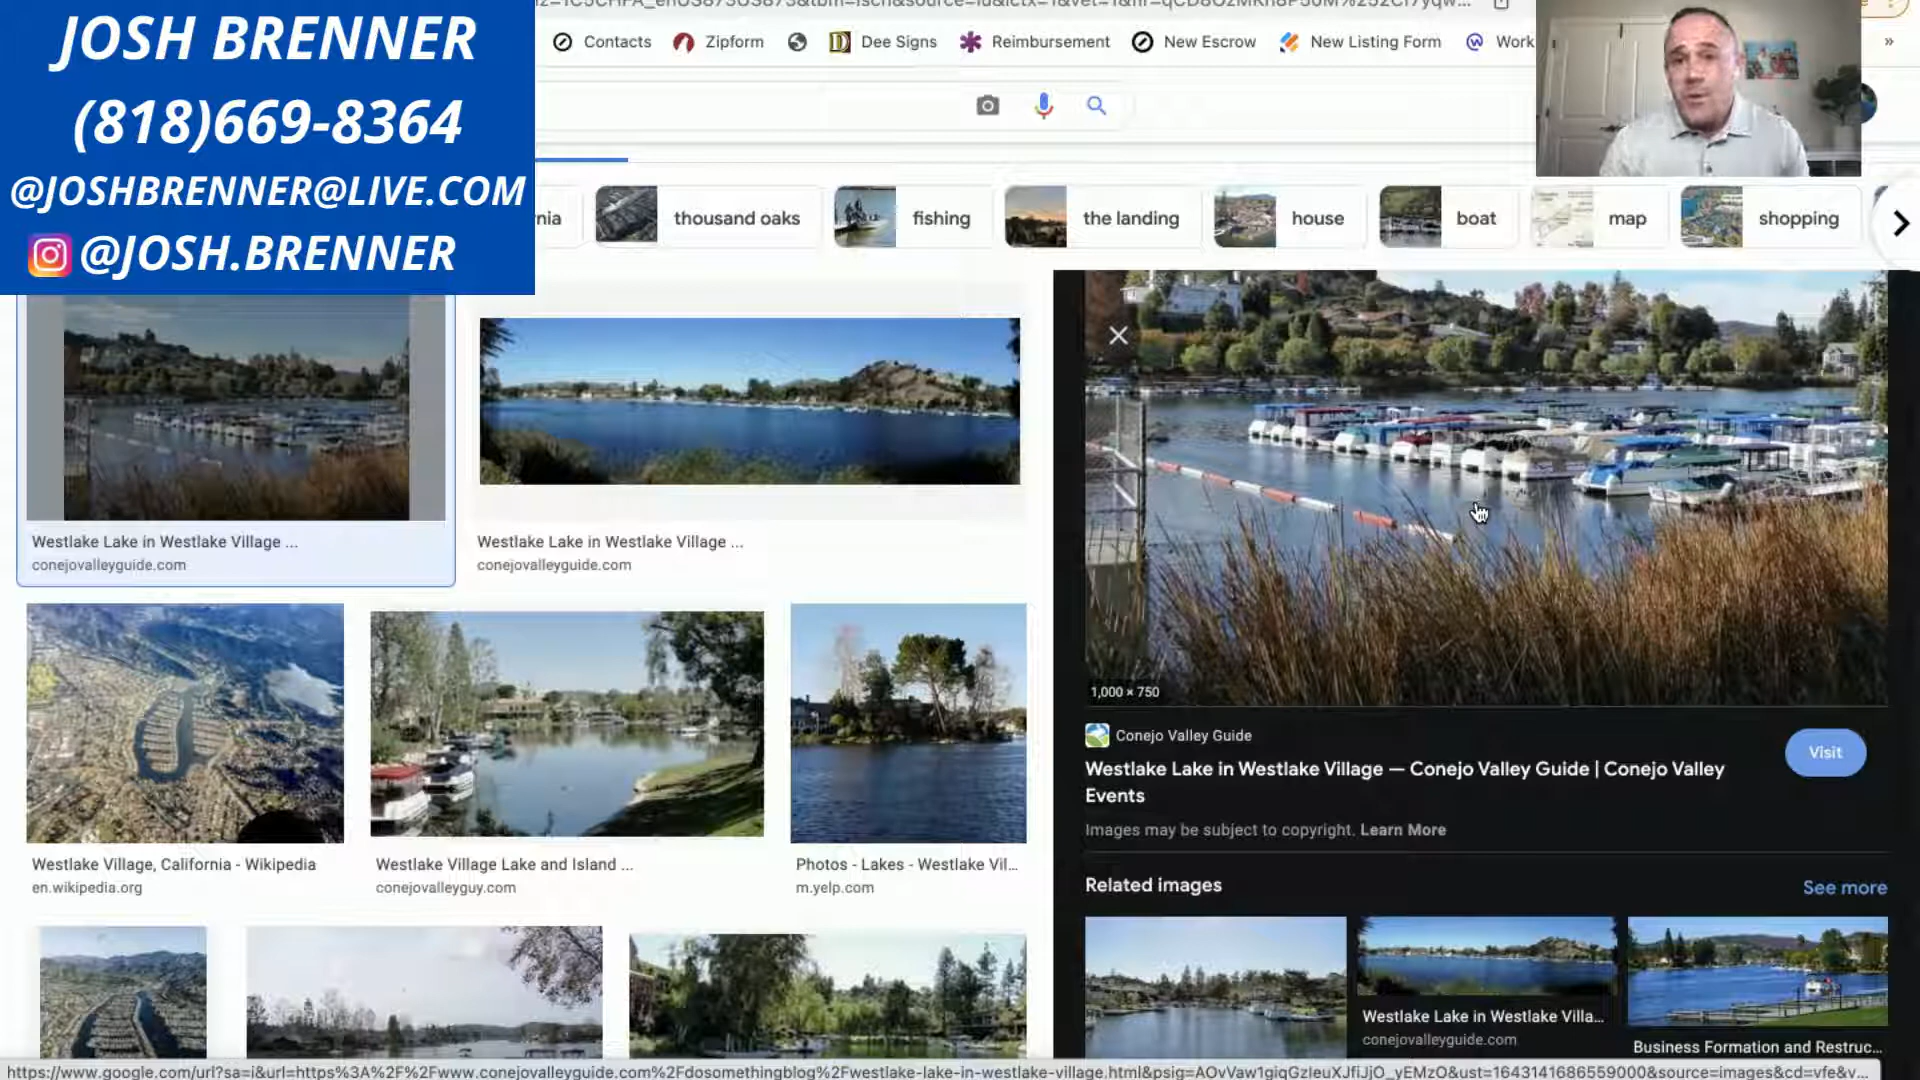 JOSH BRENNER
(818)669-8364
@JOSHBRENNER@LIVE.COM
@JOSH.BRENNER
Contacts
Zipform
Dee Signs
Reimbursement
New Escrow
New Listing Form
Work
»
nia
thousand oaks
fishing
the landing
house
boat
map
shopping
Westlake Lake in Westlake Village ...
conejovalleyguide.com
Westlake Lake in Westlake Village ...
conejovalleyguide.com
Westlake Village, California - Wikipedia
en.wikipedia.org
Westlake Village Lake and Island ...
conejovalleyguy.com
Photos - Lakes - Westlake Vil...
m.yelp.com
1,000 × 750
Conejo Valley Guide
Westlake Lake in Westlake Village — Conejo Valley Guide | Conejo Valley
Events
Visit
Images may be subject to copyright. Learn More
Related images
See more
Westlake Lake in Westlake Villa...
conejovalleyguide.com
Business Formation and Restruc...